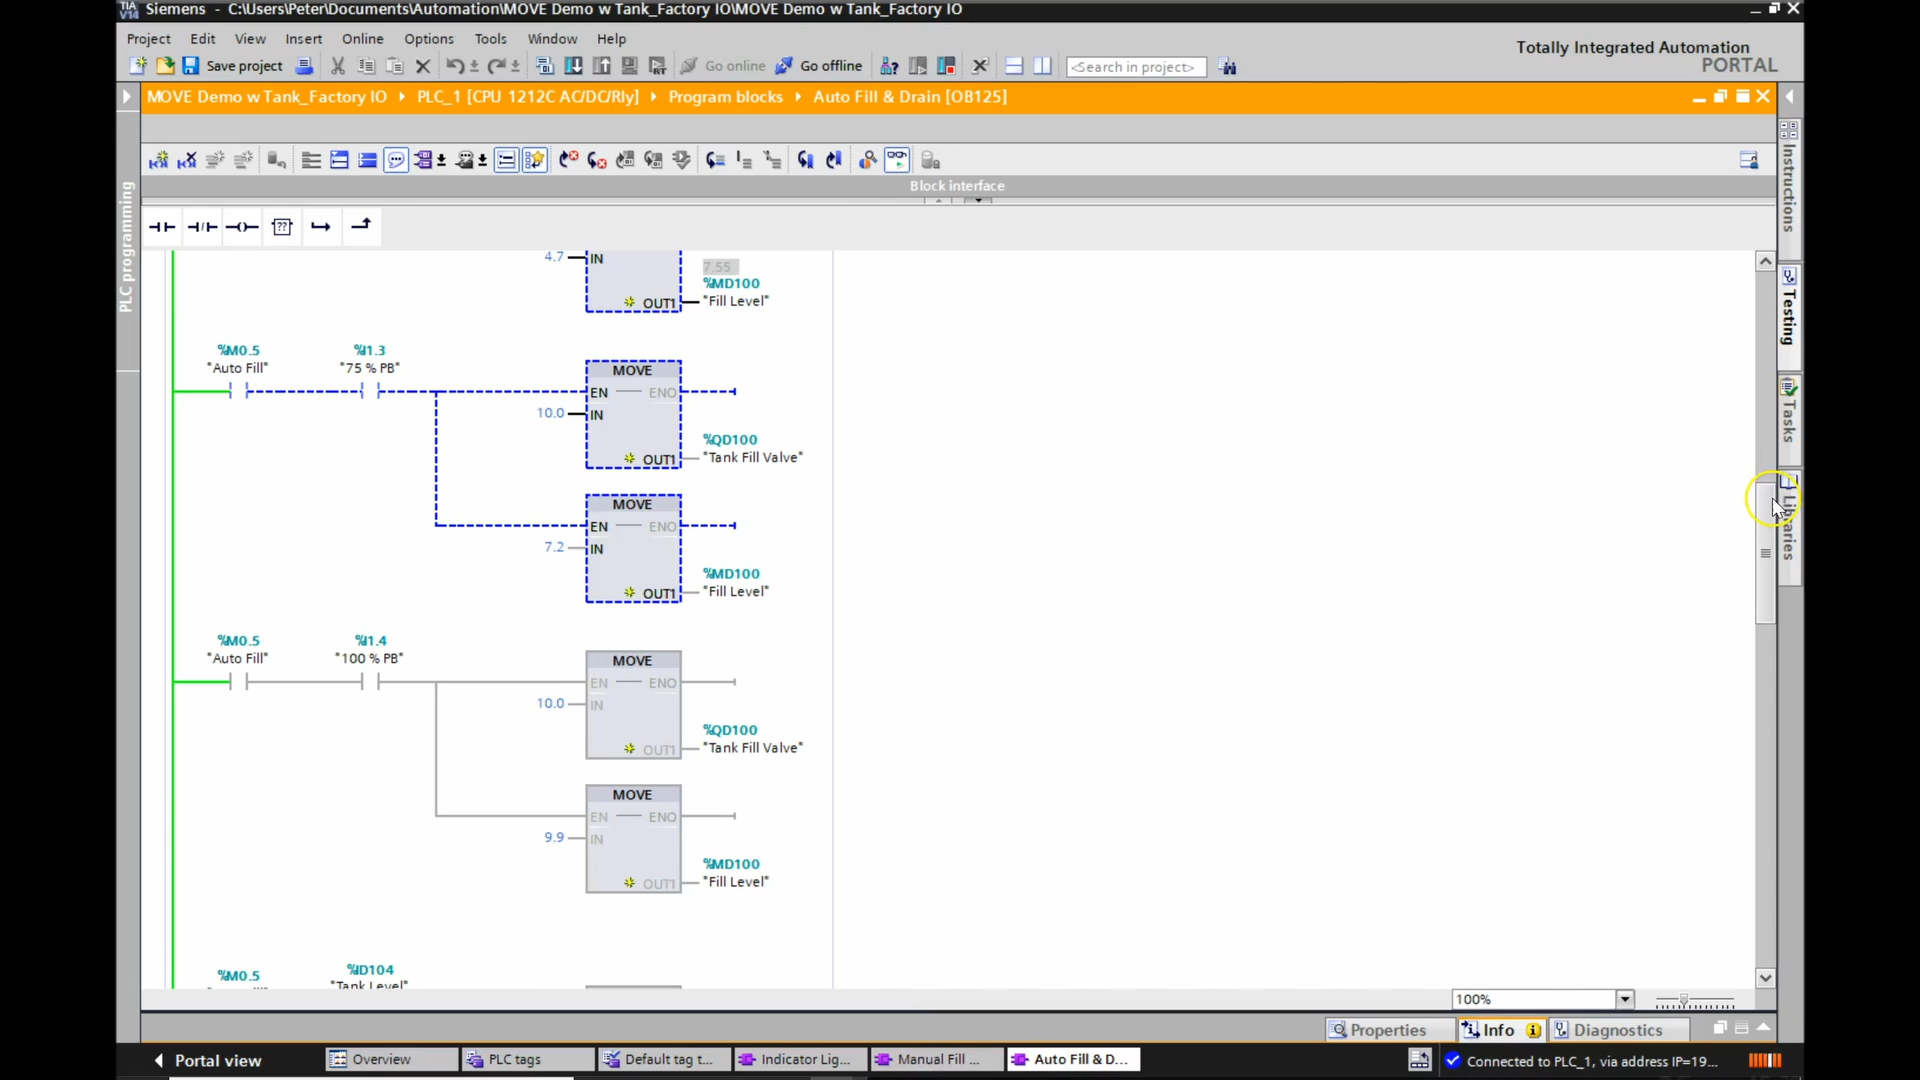 TIA V14 Siemens - C:\Users\Peter\Documents\Automation\MOVE Demo w Tank_Factory IO\MOVE Demo w Tank_Factory IO
Project Edit View Insert Online Options Tools Window Help
Totally Integrated Automation
PORTAL
Save project Go online Go offline <Search in project>
MOVE Demo w Tank_Factory IO PLC_1 [CPU 1212C AC/DC/Rly] Program blocks Auto Fill & Drain [OB125]
Block interface
PLC programming
Instructions
Testing
Tasks
Libraries
??
4.7 IN
7.55
%MD100
OUT1 "Fill Level"
%M0.5 %I1.3
"Auto Fill" "75 % PB"
MOVE
EN ENO
10.0 IN
%QD100
OUT1 "Tank Fill Valve"
MOVE
EN ENO
7.2 IN
%MD100
OUT1 "Fill Level"
%M0.5 %I1.4
"Auto Fill" "100 % PB"
MOVE
EN ENO
10.0 IN
%QD100
OUT1 "Tank Fill Valve"
MOVE
EN ENO
9.9 IN
%MD100
OUT1 "Fill Level"
%M0.5 %ID104
"Tank Level"
100%
Properties Info Diagnostics
Portal view Overview PLC tags Default tag t... Indicator Lig... Manual Fill ... Auto Fill & D... Connected to PLC_1, via address IP=19...